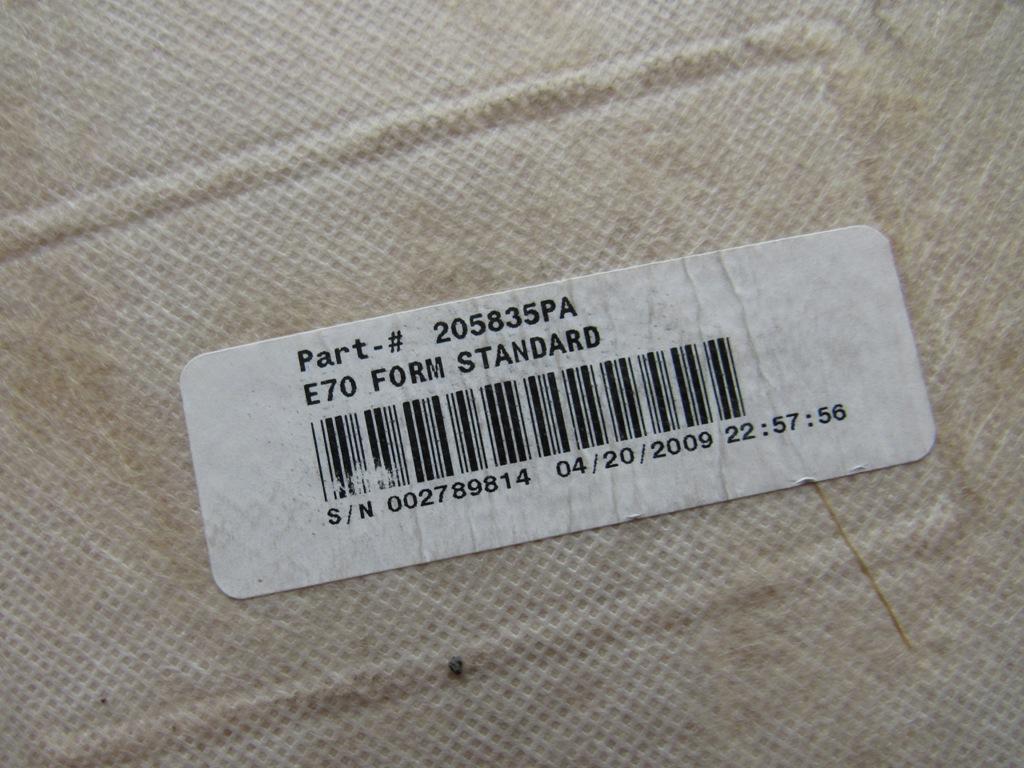 Part-# 205835PA
E70 FORM STANDARD
S/N 002789814 04/20/2009 22:57:56